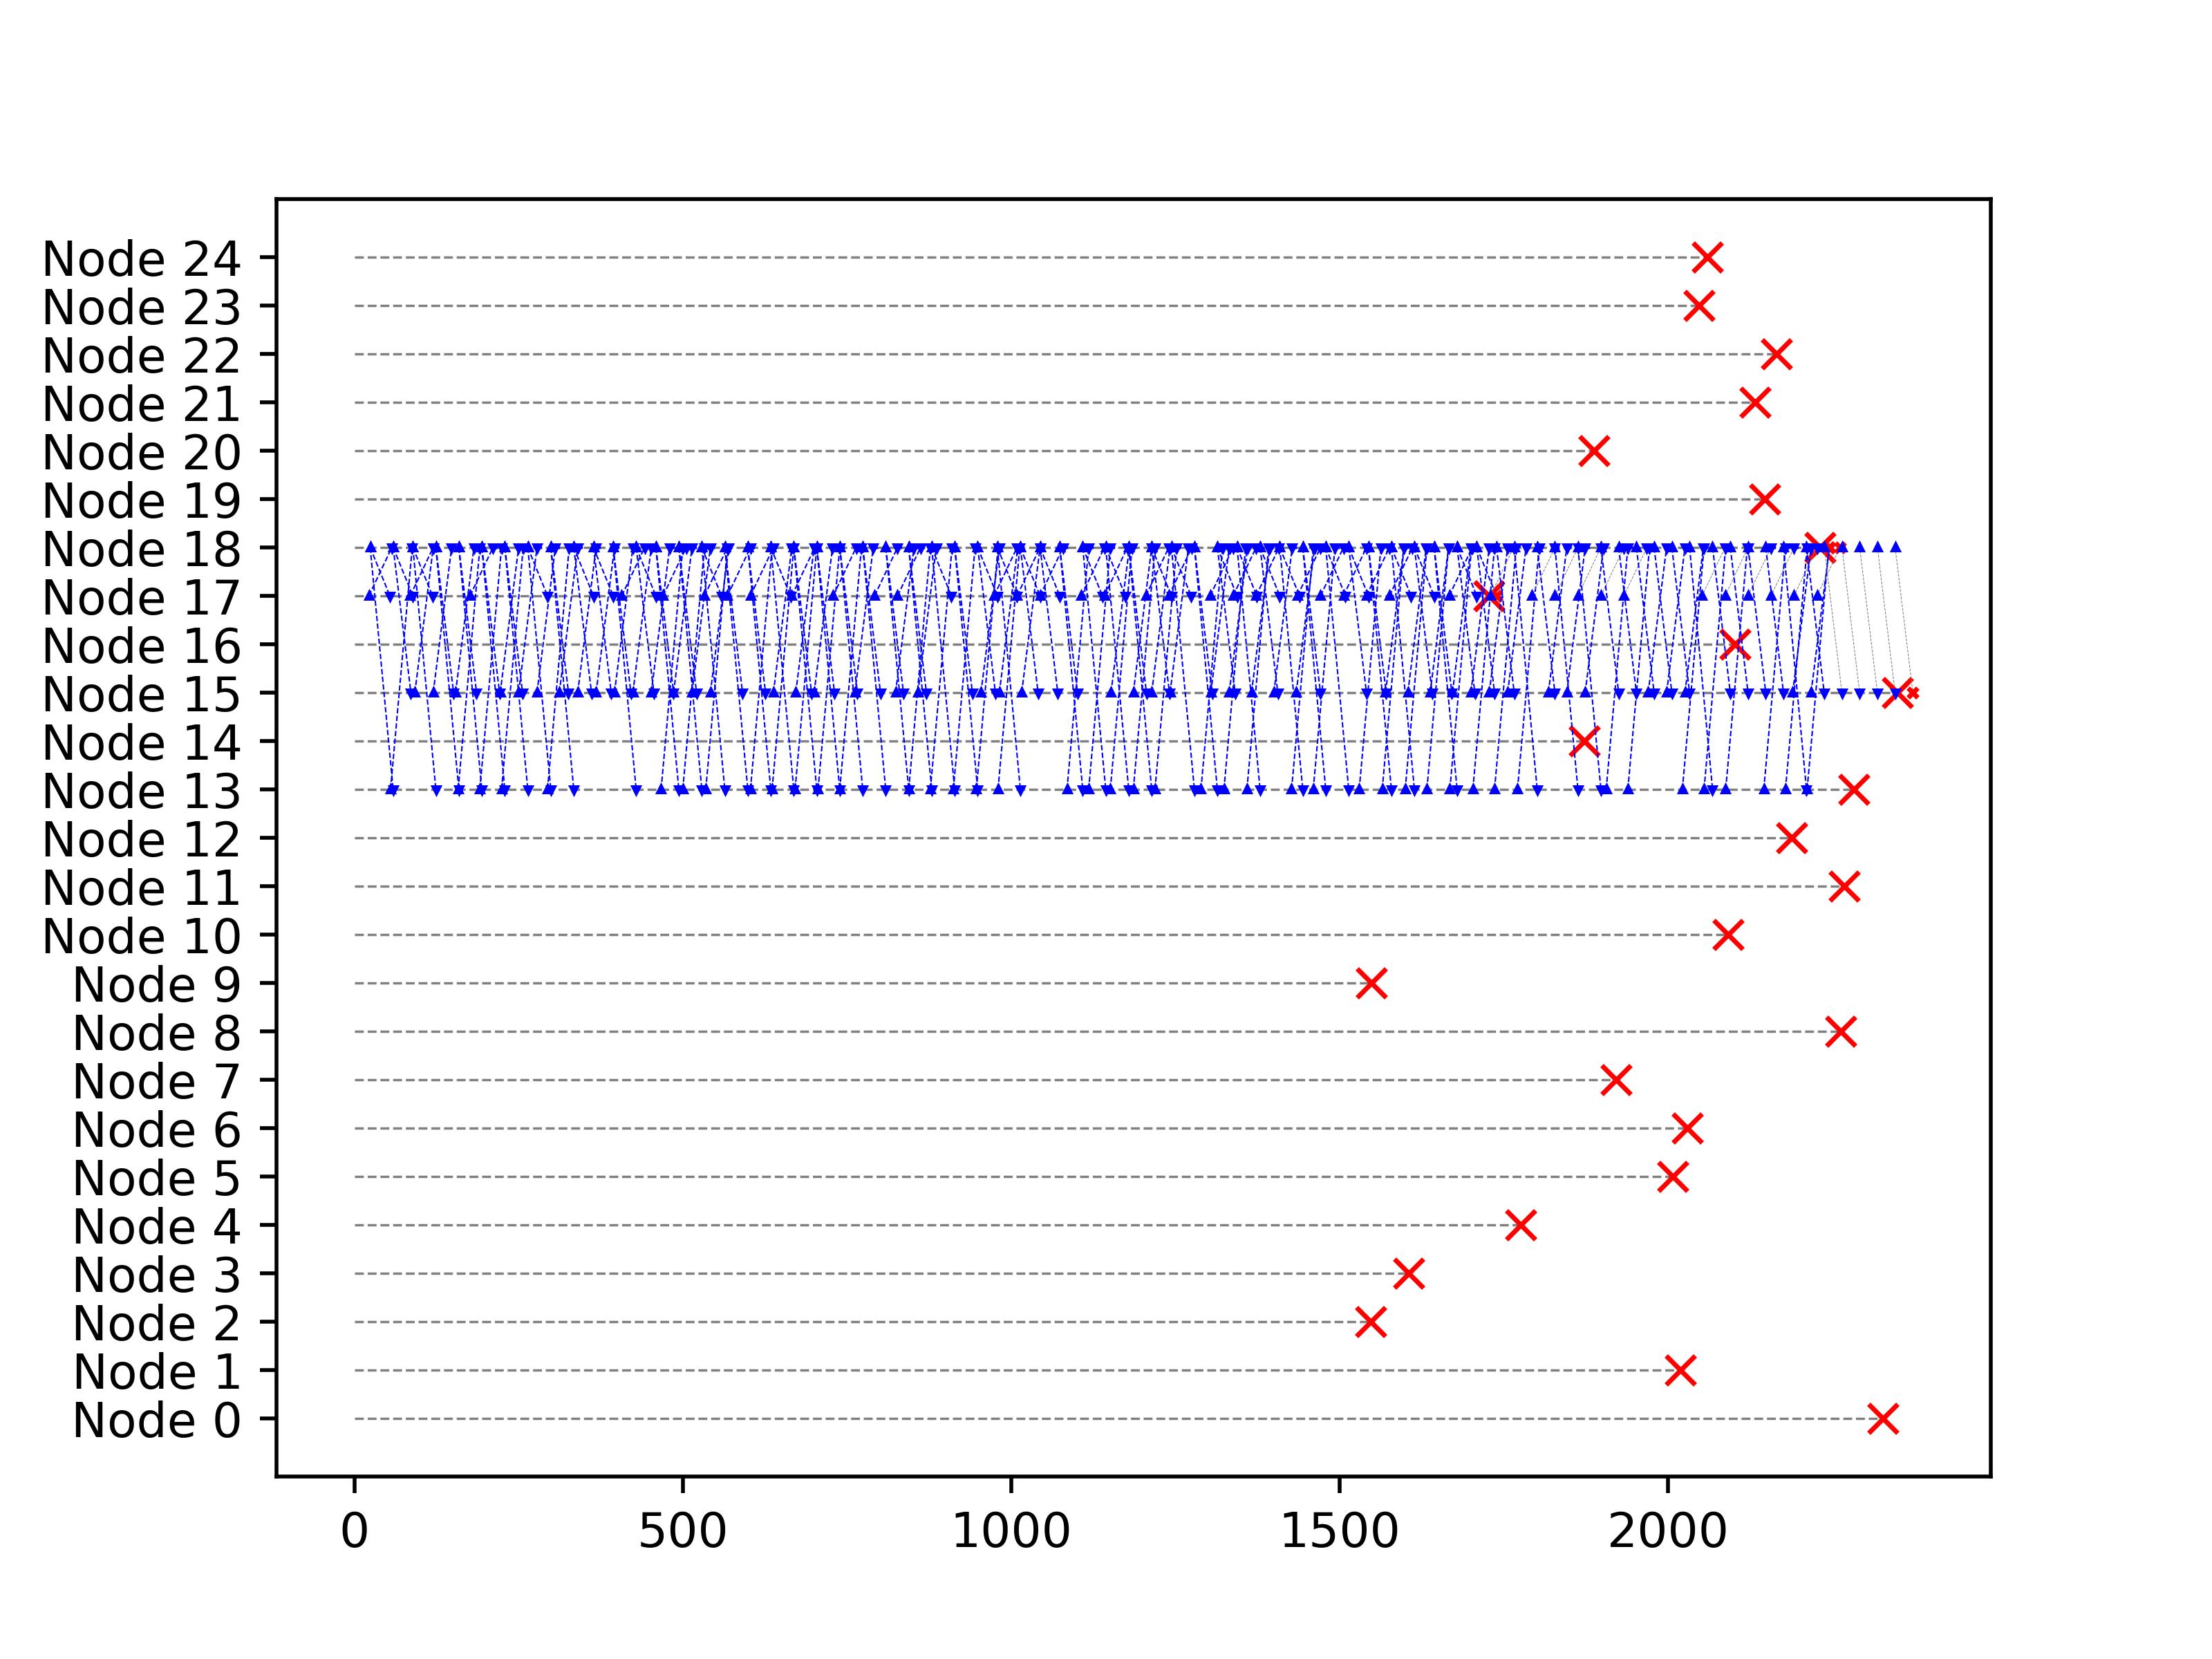 Node 24
Node 23
Node 22
Node 21
Node 20
Node 19
Node 18
Node 17
Node 16
Node 15
Node 14
Node 13
Node 12
Node 11
Node 10
Node 9
Node 8
Node 7
Node 6
Node 5
Node 4
Node 3
Node 2
Node 1
Node 0
0 500 1000 1500 2000